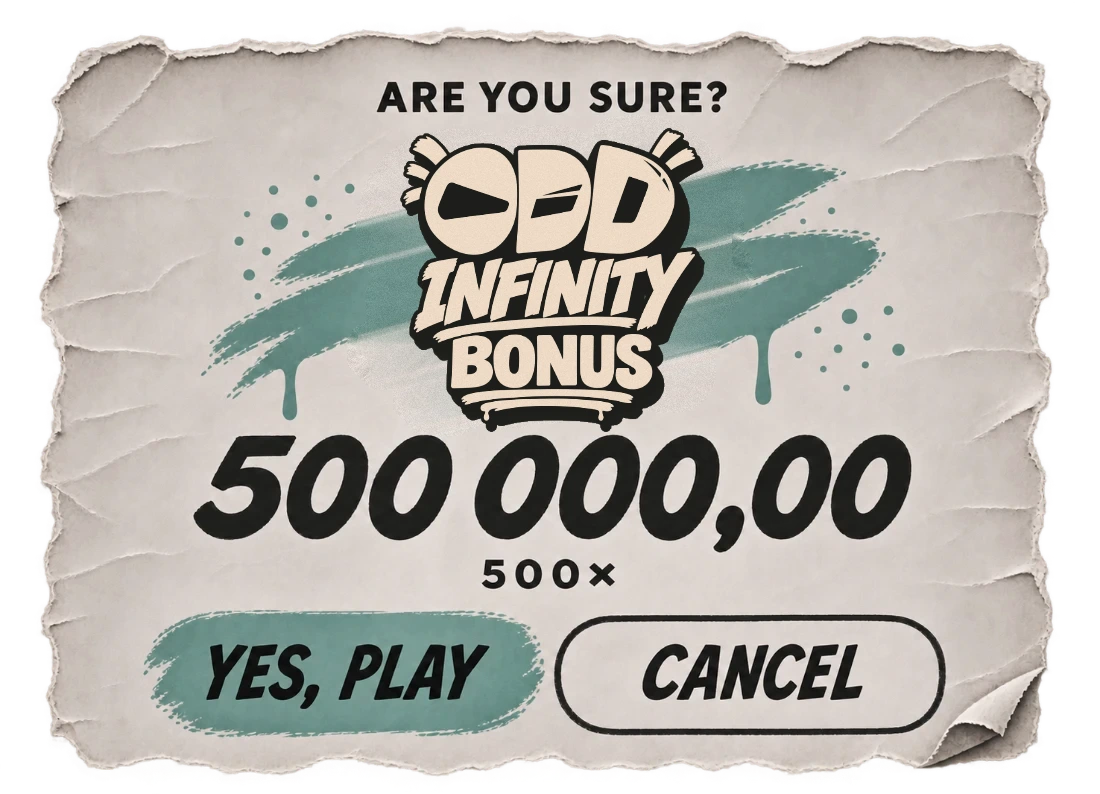 ARE YOU SURE?
ODD
INFINITY
BONUS
500 000,00
500×
YES, PLAY
CANCEL